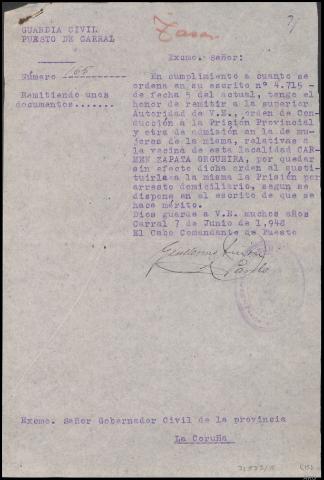 GUARDIA CIVIL
PUESTO DE CARRAL
Tasas
Excmo. Señor:
Número 165
Remitiendo unos
documentos.......
En cumplimiento a cuanto se
ordena en su escrito nº 4.715 -
de fecha 5 del actual, tengo el
honor de remitir a la superior
Autoridad de V.E., orden de Con-
ducción a la Prisión Provincial
y otra de admisión en la de mu-
jeres de la misma, relativas a
la vecina de esta localidad CAR-
MEN ZAPATA ORGUEIRA, por quedar
sin efecto dicha orden al susti-
tuirla a la misma la Prisión por
arresto domiciliario, segun se
dispone en el escrito de que se
hace mérito.
Dios guarde a V.E. muchos años
Carral 7 de Junio de 1,948
El Cabo Comandante de Puesto
Pardo
Excmo. Señor Gobernador Civil de la provincia
La Coruña
(15)